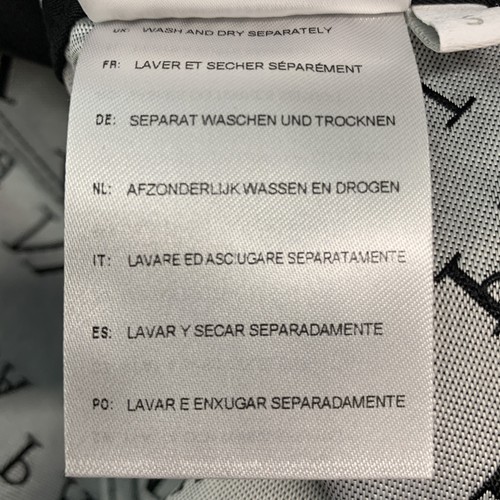 UK: WASH AND DRY SEPARATELY
FR: LAVER ET SECHER SÉPARÉMENT
DE: SEPARAT WASCHEN UND TROCKNEN
NL: AFZONDERLIJK WASSEN EN DROGEN
IT: LAVARE ED ASCIUGARE SEPARATAMENTE
ES: LAVAR Y SECAR SEPARADAMENTE
PO: LAVAR E ENXUGAR SEPARADAMENTE